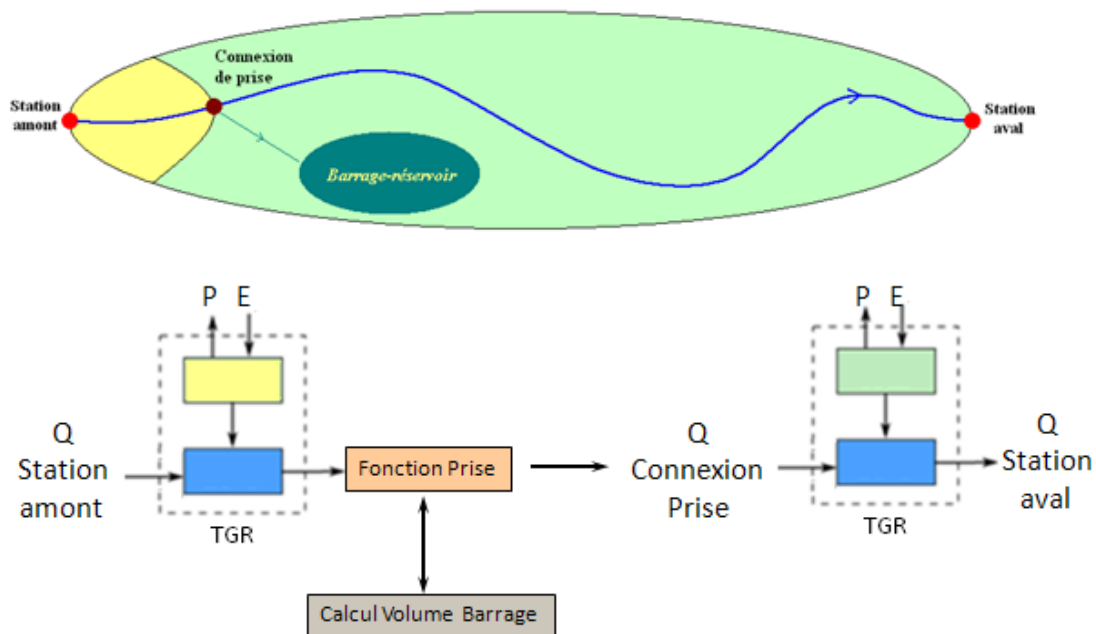 Connexion
de prise
Station
amont
Station
aval
Barrage-réservoir
P E
P E
Q
Station
amont
TGR
Fonction Prise
Q
Connexion
Prise
TGR
Q
Station
aval
Calcul Volume Barrage